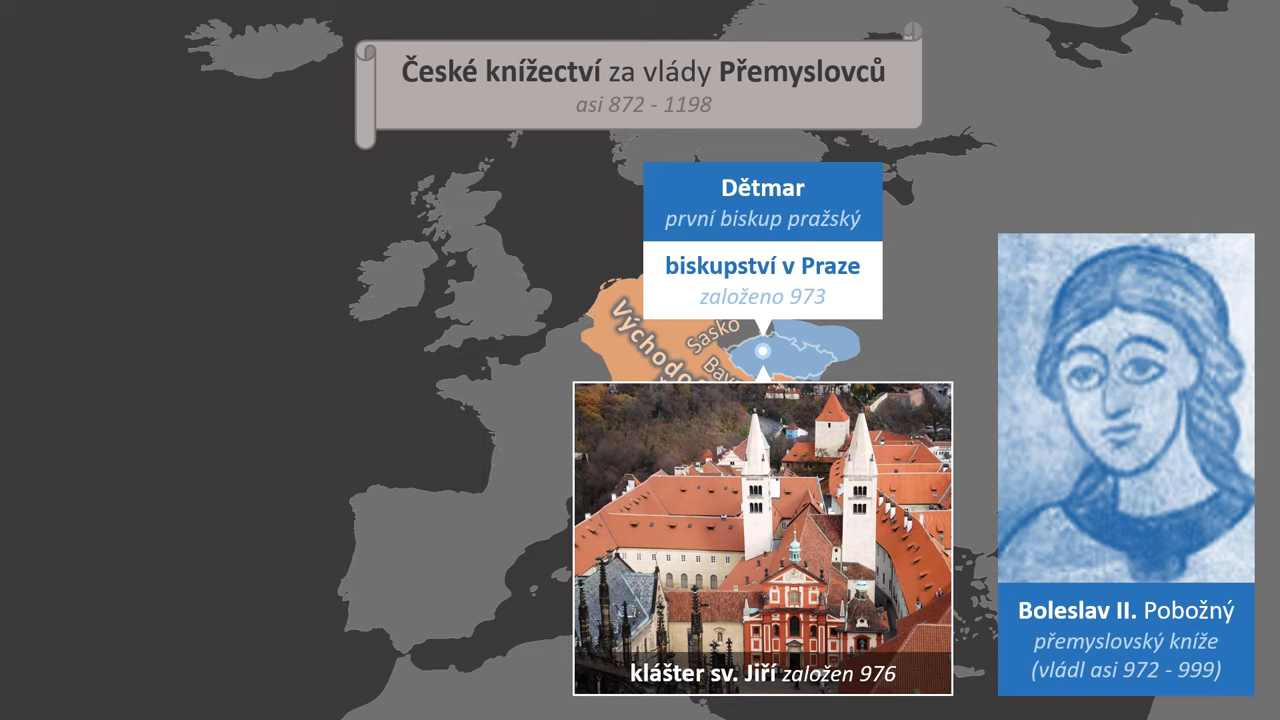 České knížectví za vlády Přemyslovců
asi 872 - 1198
Dětmar
první biskup pražský
biskupství v Praze
založeno 973
Sasko
klášter sv. Jiří založen 976
Boleslav II. Pobožný
přemyslovský kníže
(vládl asi 972 - 999)